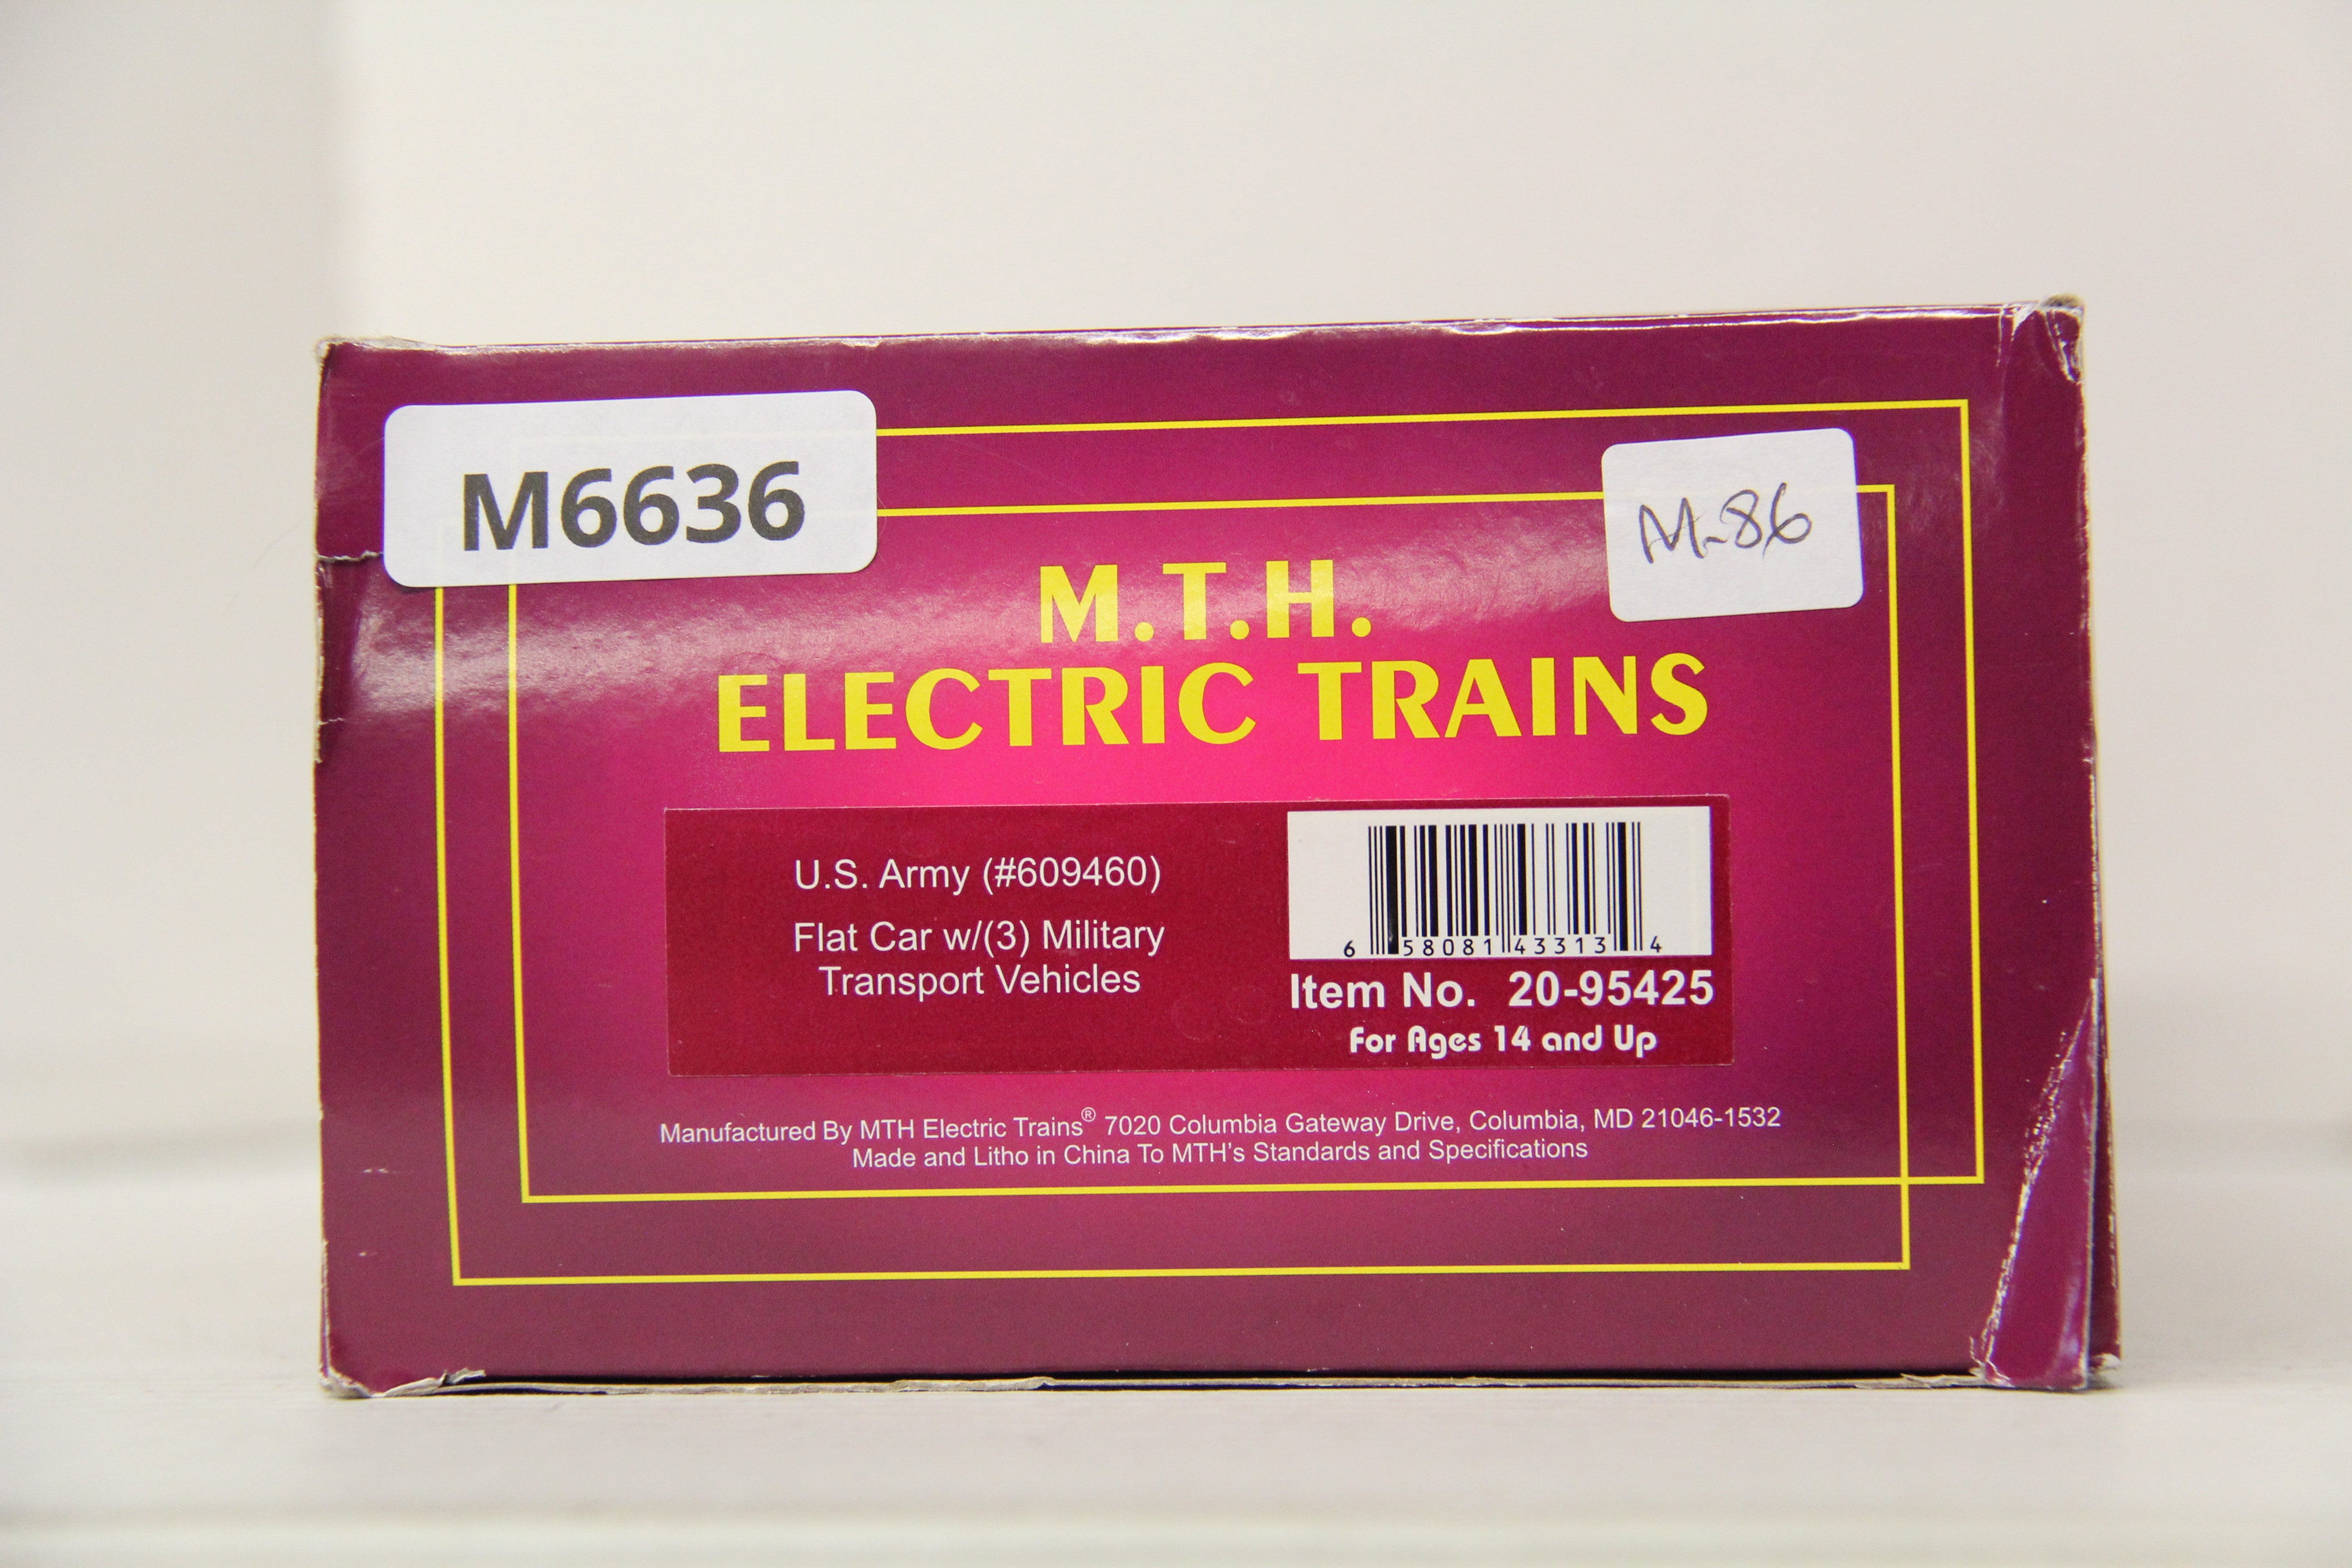 M6636
M-86
M.T.H.
ELECTRIC TRAINS
U.S. Army (#609460)
Flat Car w/(3) Military
Transport Vehicles
6 58081 43313 4
Item No. 20-95425
For Ages 14 and Up
Manufactured By MTH Electric Trains® 7020 Columbia Gateway Drive, Columbia, MD 21046-1532
Made and Litho in China To MTH's Standards and Specifications